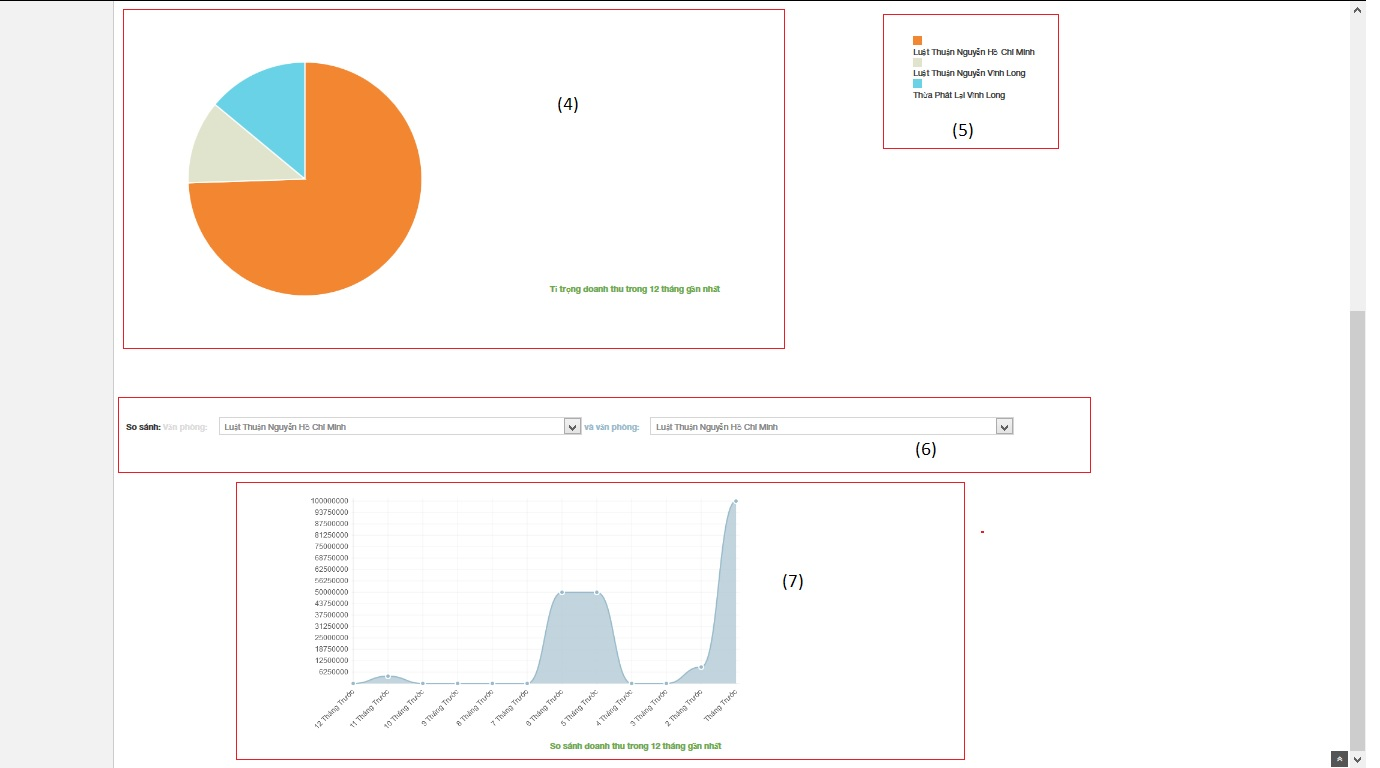 Luật Thuận Nguyễn Hồ Chí Minh
Luật Thuận Nguyễn Vĩnh Long
Thừa Phát Lại Vĩnh Long
(4)
(5)
Tỉ trọng doanh thu trong 12 tháng gần nhất
So sánh: Văn phòng: Luật Thuận Nguyễn Hồ Chí Minh và văn phòng: Luật Thuận Nguyễn Hồ Chí Minh
(6)
100000000
93750000
87500000
81250000
75000000
68750000
62500000
56250000
50000000
43750000
37500000
31250000
25000000
18750000
12500000
6250000
(7)
12 Tháng Trước
11 Tháng Trước
10 Tháng Trước
9 Tháng Trước
8 Tháng Trước
7 Tháng Trước
6 Tháng Trước
5 Tháng Trước
4 Tháng Trước
3 Tháng Trước
2 Tháng Trước
Tháng Trước
So sánh doanh thu trong 12 tháng gần nhất